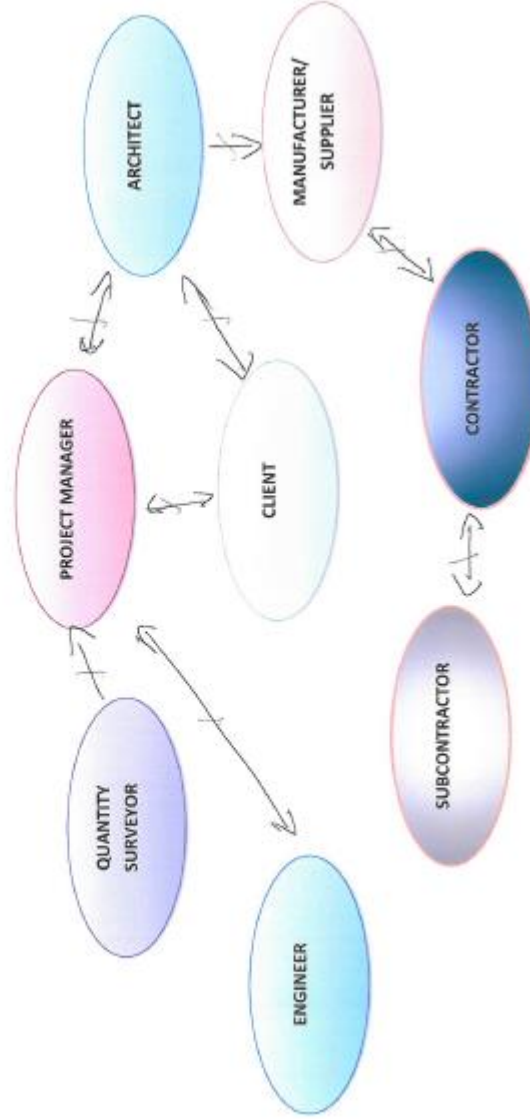 QUANTITY
SURVEYOR
PROJECT MANAGER
ARCHITECT
ENGINEER
CLIENT
MANUFACTURER/
SUPPLIER
SUBCONTRACTOR
CONTRACTOR